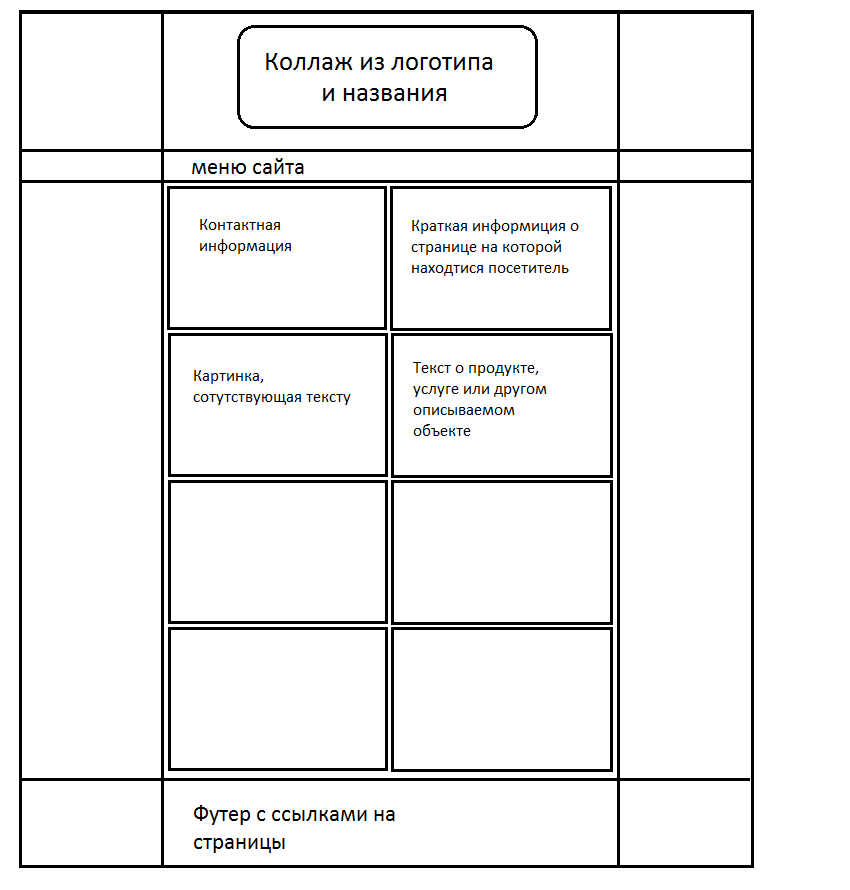 Коллаж из логотипа
и названия
меню сайта
Контактная
информация
Краткая информиция о
странице на которой
находтися посетитель
Картинка,
сотутствующая тексту
Текст о продукте,
услуге или другом
описываемом
объекте
Футер с ссылками на
страницы